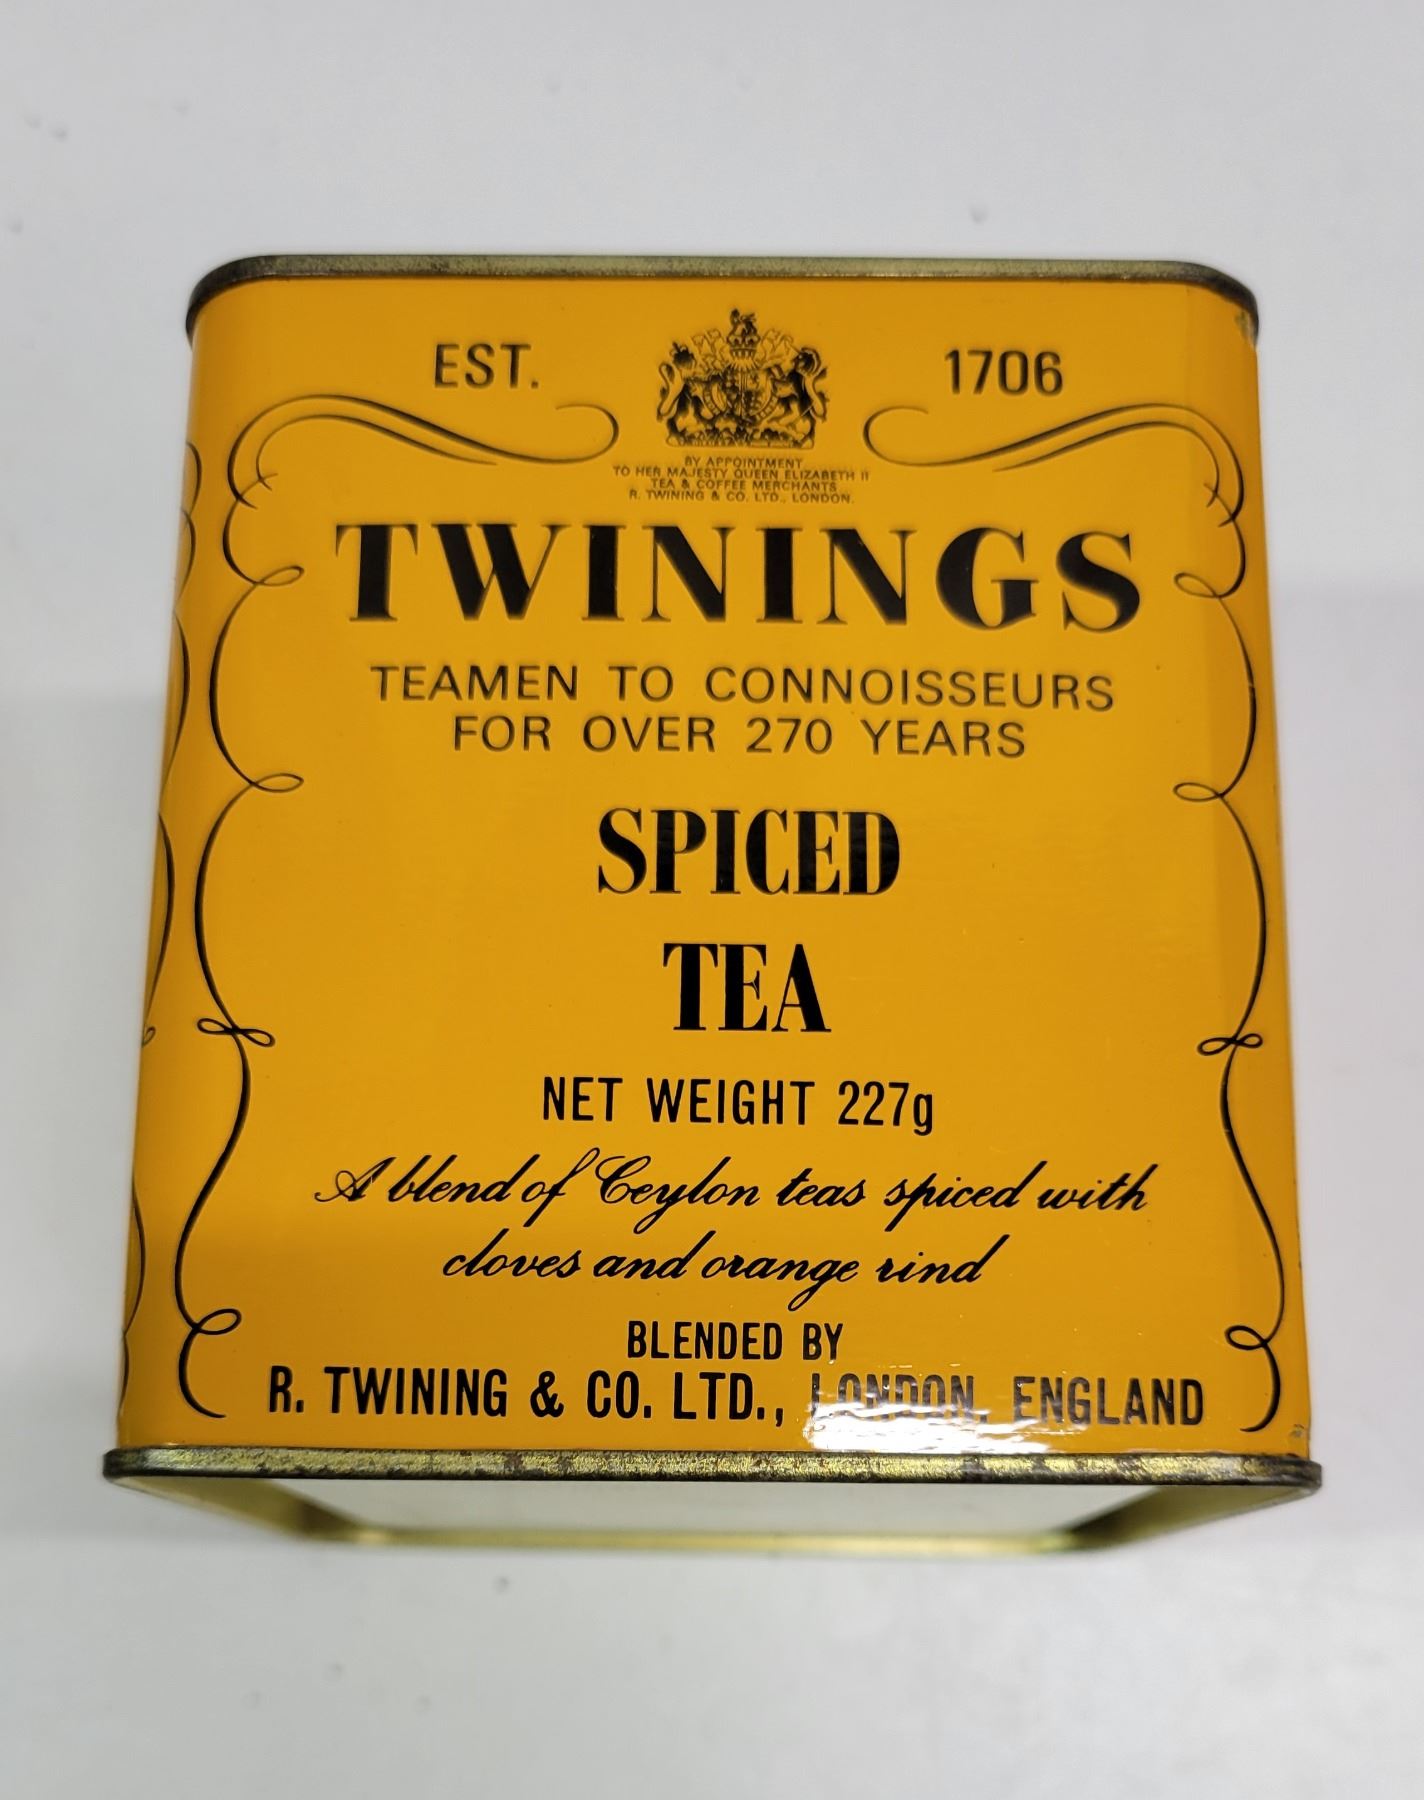 EST. 1706
BY APPOINTMENT
TO HER MAJESTY QUEEN ELIZABETH II
TEA & COFFEE MERCHANTS
R. TWINING & CO. LTD., LONDON.
TWININGS
TEAMEN TO CONNOISSEURS
FOR OVER 270 YEARS
SPICED
TEA
NET WEIGHT 227g
A blend of Ceylon teas spiced with
cloves and orange rind
BLENDED BY
R. TWINING & CO. LTD., LONDON, ENGLAND